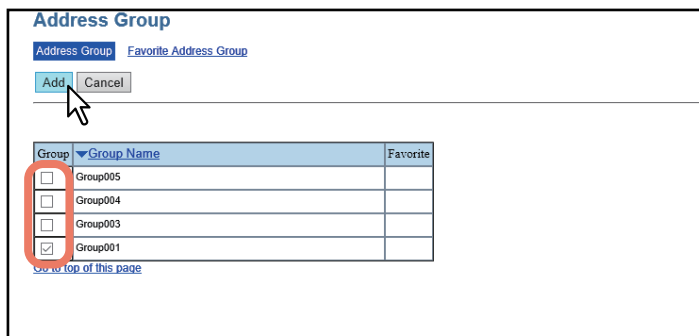 Address Group
Address Group Favorite Address Group
Add Cancel
Group Group Name Favorite
Group005
Group004
Group003
Group001
Go to top of this page